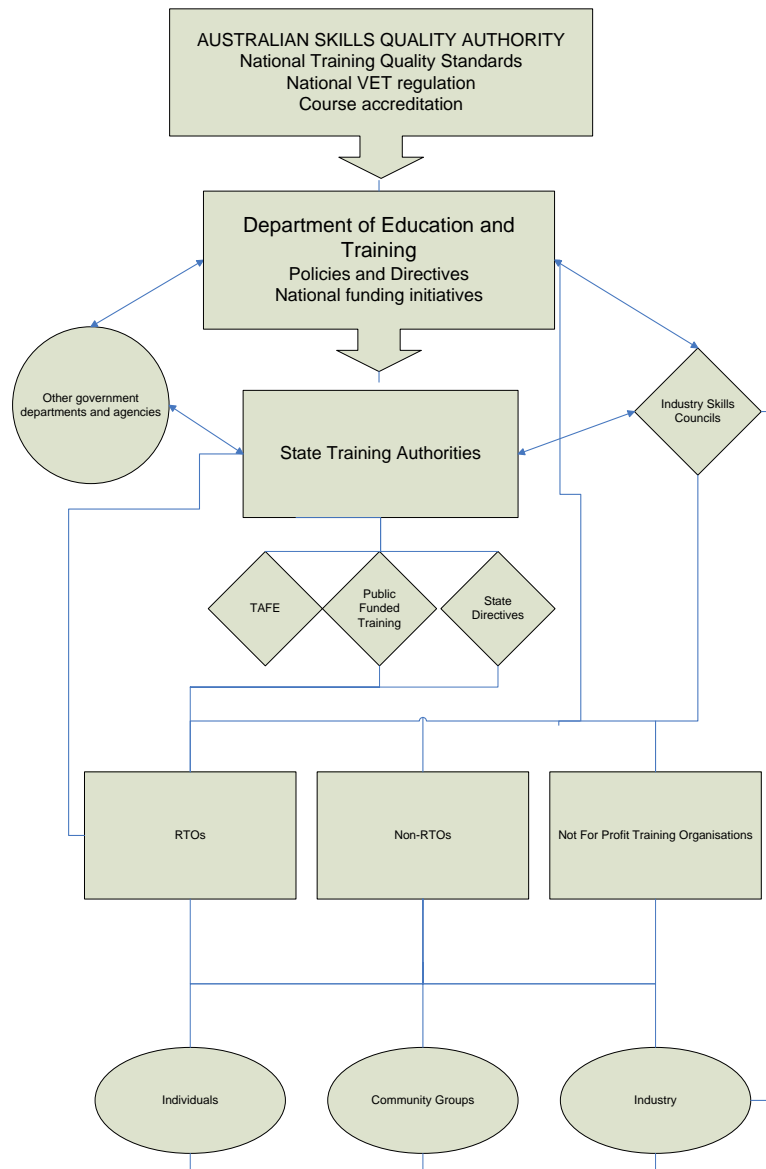 AUSTRALIAN SKILLS QUALITY AUTHORITY
National Training Quality Standards
National VET regulation
Course accreditation
Department of Education and
Training
Policies and Directives
National funding initiatives
Other government
departments and agencies
Industry Skills
Councils
State Training Authorities
TAFE
Public
Funded
Training
State
Directives
RTOs
Non-RTOs
Not For Profit Training Organisations
Individuals
Community Groups
Industry